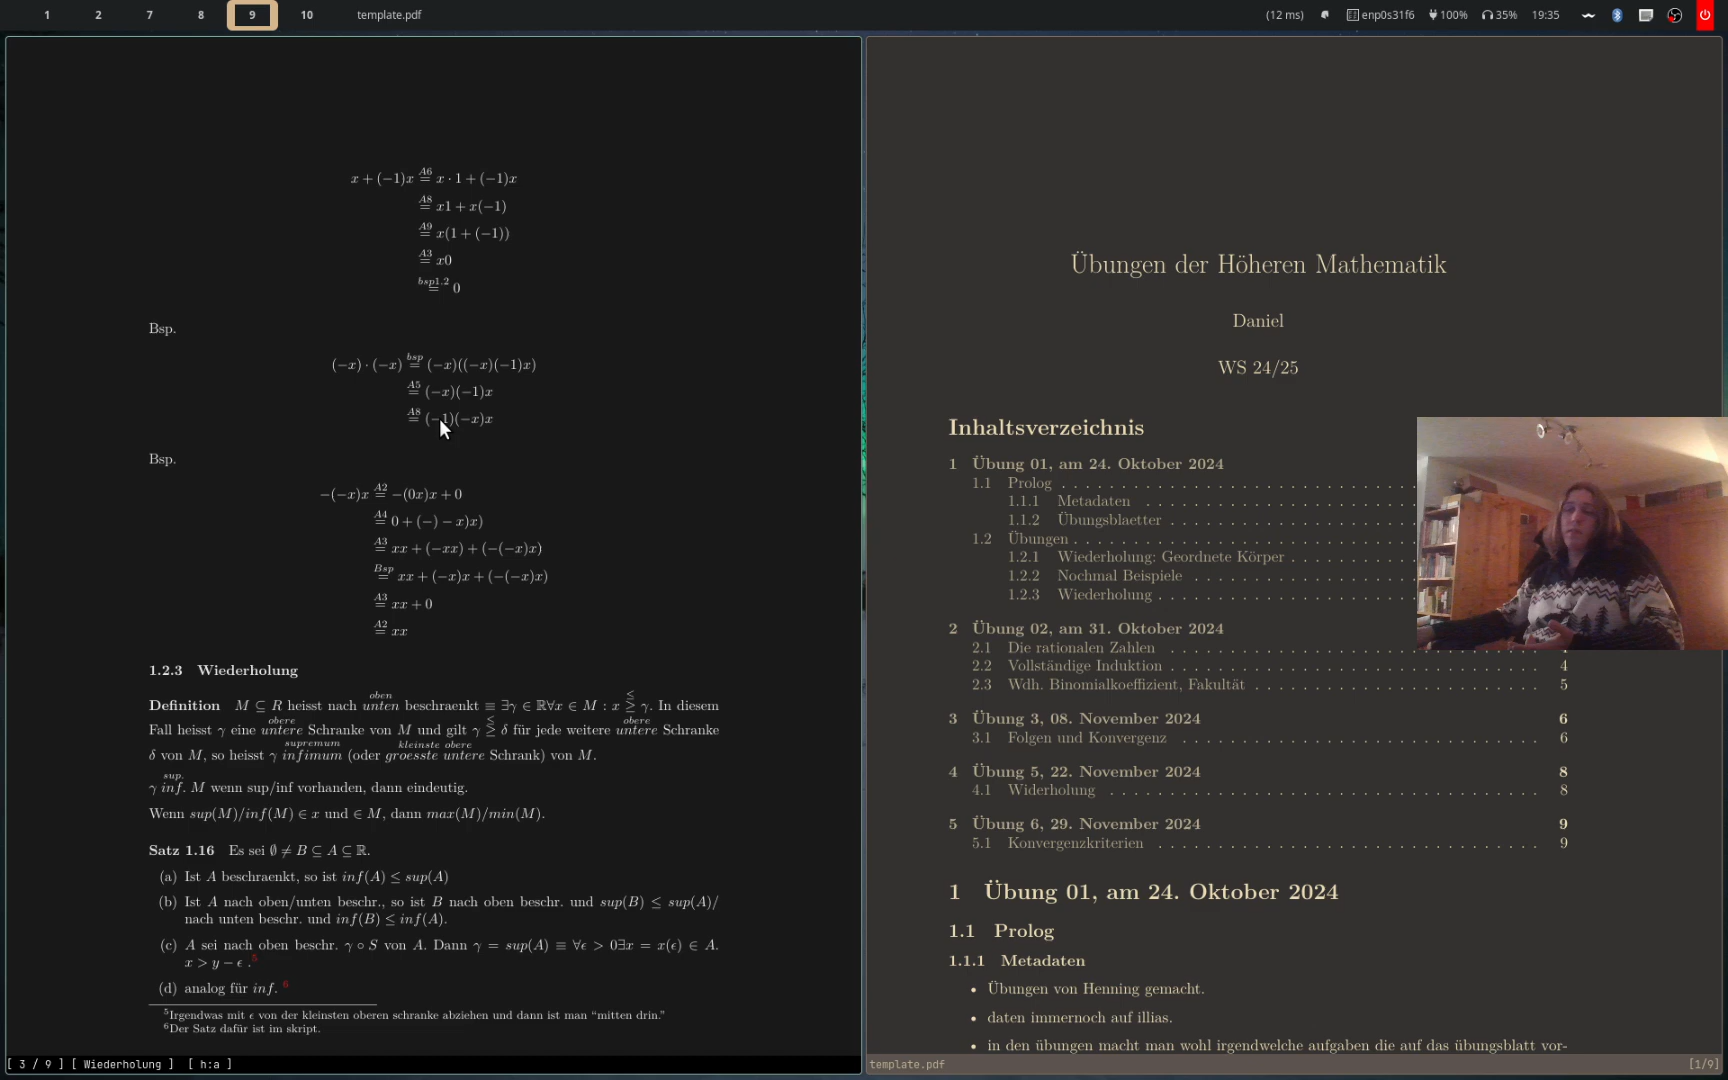 1 2 7 8 9 10 template.pdf (12 ms) enp0s31f6 100% 35% 19:35
x + (−1)x A6= x · 1 + (−1)x
A8= x1 + x(−1)
A9= x(1 + (−1))
A3= x0
bsp1.2= 0
Bsp.
(−x) · (−x) bsp= (−x)((−x)(−1)x)
A5= (−x)(−1)x
A8= (−1)(−x)x
Bsp.
−(−x)x A2= −(0x)x + 0
A4= 0 + (−) − x)x)
A3= xx + (−xx) + (−(−x)x)
Bsp= xx + (−x)x + (−(−x)x)
A3= xx + 0
A2= xx
1.2.3 Wiederholung
Definition M ⊆ R heisst nach oben unten beschraenkt ≡ ∃γ ∈ ℝ∀x ∈ M : x ≤ ≥ γ. In diesem
Fall heisst γ eine obere untere Schranke von M und gilt γ ≤ ≥ δ für jede weitere obere untere Schranke
δ von M, so heisst γ supremum infimum (oder kleinste obere groesste untere Schrank) von M.
γ sup. inf. M wenn sup/inf vorhanden, dann eindeutig.
Wenn sup(M)/inf(M) ∈ x und ∈ M, dann max(M)/min(M).
Satz 1.16 Es sei ∅ ≠ B ⊆ A ⊆ ℝ.
(a) Ist A beschraenkt, so ist inf(A) ≤ sup(A)
(b) Ist A nach oben/unten beschr., so ist B nach oben beschr. und sup(B) ≤ sup(A)/
nach unten beschr. und inf(B) ≤ inf(A).
(c) A sei nach oben beschr. γ ∘ S von A. Dann γ = sup(A) ≡ ∀ϵ > 0∃x = x(ϵ) ∈ A.
x > y − ϵ .5
(d) analog für inf. 6
5Irgendwas mit ϵ von der kleinsten oberen schranke abziehen und dann ist man “mitten drin.”
6Der Satz dafür ist im skript.
[ 3 / 9 ] [ Wiederholung ] [ h:a ]
Übungen der Höheren Mathematik
Daniel
WS 24/25
Inhaltsverzeichnis
1 Übung 01, am 24. Oktober 2024
1.1 Prolog
1.1.1 Metadaten
1.1.2 Übungsblaetter
1.2 Übungen
1.2.1 Wiederholung: Geordnete Körper
1.2.2 Nochmal Beispiele
1.2.3 Wiederholung
2 Übung 02, am 31. Oktober 2024
2.1 Die rationalen Zahlen
2.2 Vollständige Induktion 4
2.3 Wdh. Binomialkoeffizient, Fakultät 5
3 Übung 3, 08. November 2024 6
3.1 Folgen und Konvergenz 6
4 Übung 5, 22. November 2024 8
4.1 Widerholung 8
5 Übung 6, 29. November 2024 9
5.1 Konvergenzkriterien 9
1 Übung 01, am 24. Oktober 2024
1.1 Prolog
1.1.1 Metadaten
• Übungen von Henning gemacht.
• daten immernoch auf illias.
• in den übungen macht man wohl irgendwelche aufgaben die auf das übungsblatt vor-
template.pdf [1/9]